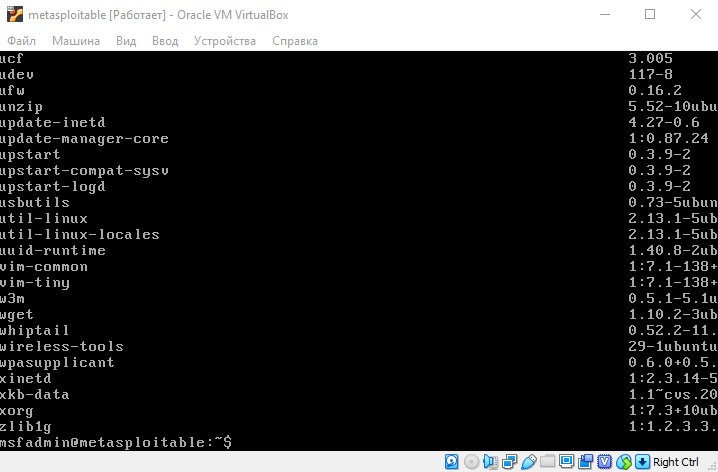 metasploitable [Работает] - Oracle VM VirtualBox
Файл Машина Вид Ввод Устройства Справка
ucf 3.005
udev 117-8
ufw 0.16.2
unzip 5.52-10ubu
update-inetd 4.27-0.6
update-manager-core 1:0.87.24
upstart 0.3.9-2
upstart-compat-sysv 0.3.9-2
upstart-logd 0.3.9-2
usbutils 0.73-5ubun
util-linux 2.13.1-5ub
util-linux-locales 2.13.1-5ub
uuid-runtime 1.40.8-2ub
vim-common 1:7.1-138+
vim-tiny 1:7.1-138+
w3m 0.5.1-5.1u
wget 1.10.2-3ub
whiptail 0.52.2-11.
wireless-tools 29-1ubuntu
wpasupplicant 0.6.0+0.5.
xinetd 1:2.3.14-5
xkb-data 1.1~cvs.20
xorg 1:7.3+10ub
zlib1g 1:1.2.3.3.
msfadmin@metasploitable:~$
Right Ctrl